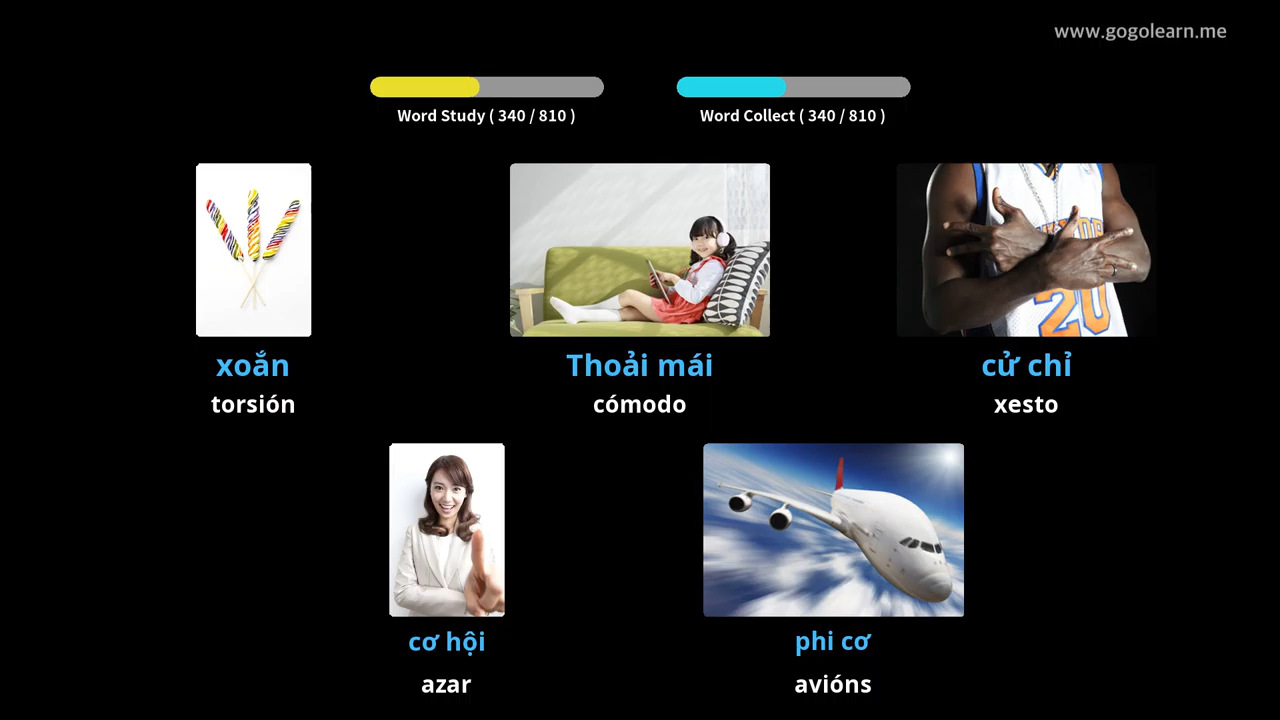 www.gogolearn.me
Word Study ( 340 / 810 )
Word Collect ( 340 / 810 )
20
xoắn
Thoải mái
cử chỉ
torsión
cómodo
xesto
cơ hội
phi cơ
azar
avións